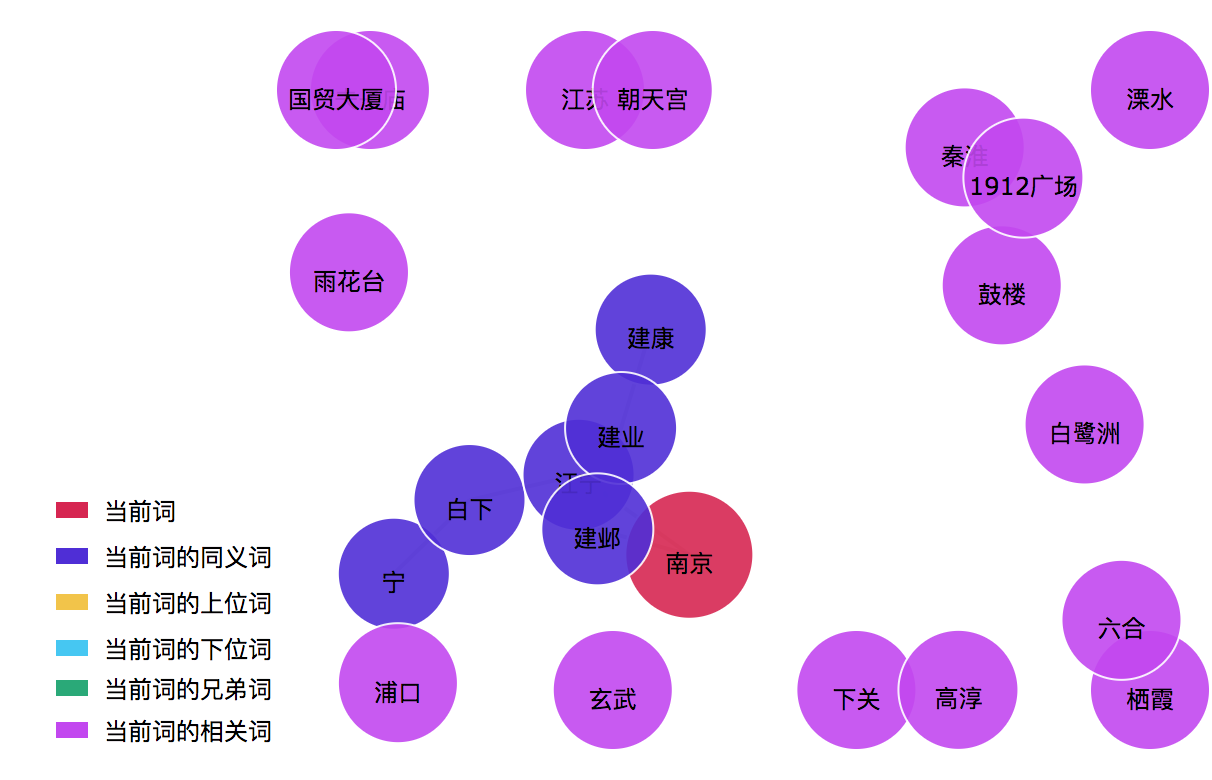 国贸大厦
庙
江苏
朝天宫
溧水
秦淮
1912广场
雨花台
鼓楼
建康
白鹭洲
建业
江宁
白下
当前词
建邺
当前词的同义词
南京
宁
当前词的上位词
六合
当前词的下位词
当前词的兄弟词
浦口
玄武
下关
高淳
栖霞
当前词的相关词